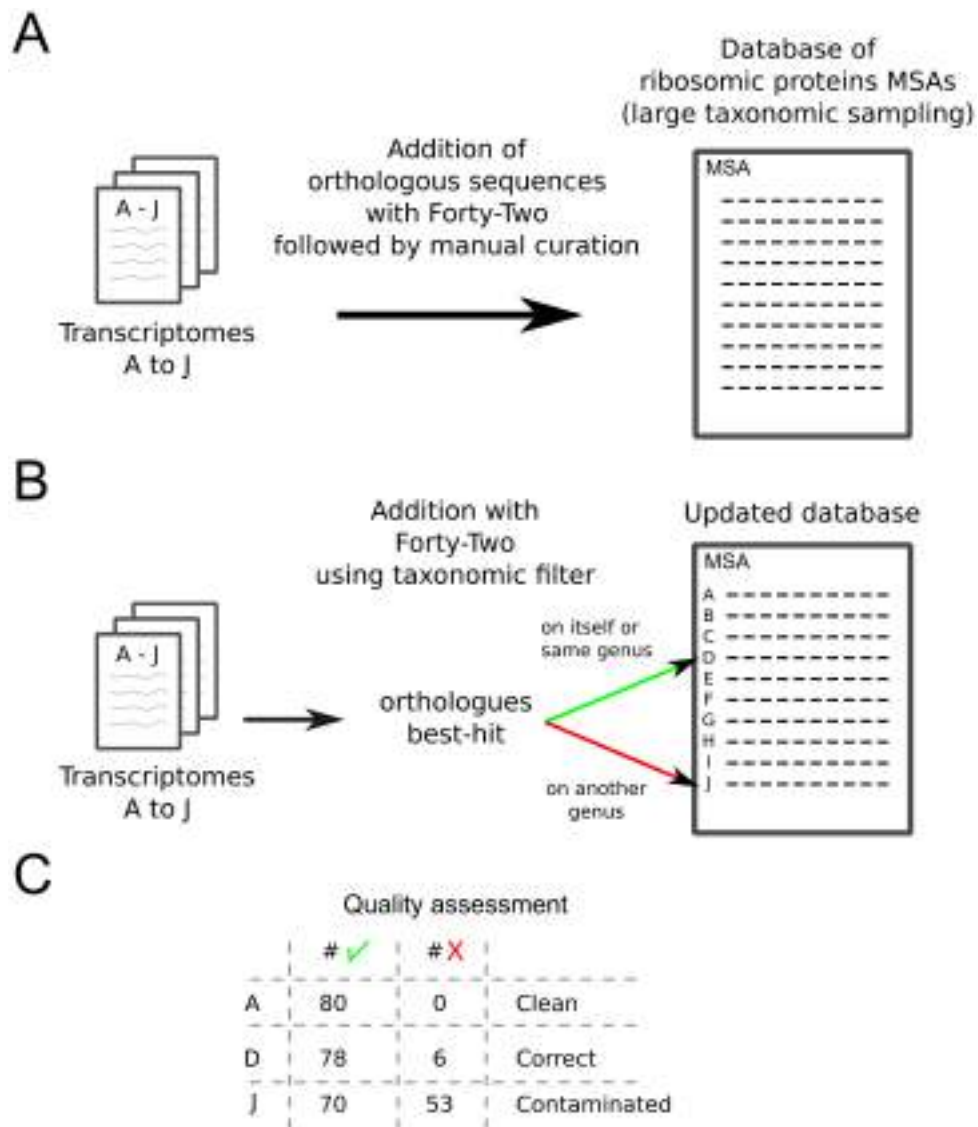 A
Database of
ribosomic proteins MSAs
(large taxonomic sampling)
Addition of
orthologous sequences
with Forty-Two
followed by manual curation
MSA
A - J
Transcriptomes
A to J
B
Addition with
Forty-Two
using taxonomic filter
Updated database
MSA
A
B
C
D
E
F
G
H
I
J
on itself or
same genus
A - J
orthologues
best-hit
on another
genus
Transcriptomes
A to J
C
Quality assessment
# ✓ # X
A 80 0 Clean
D 78 6 Correct
J 70 53 Contaminated